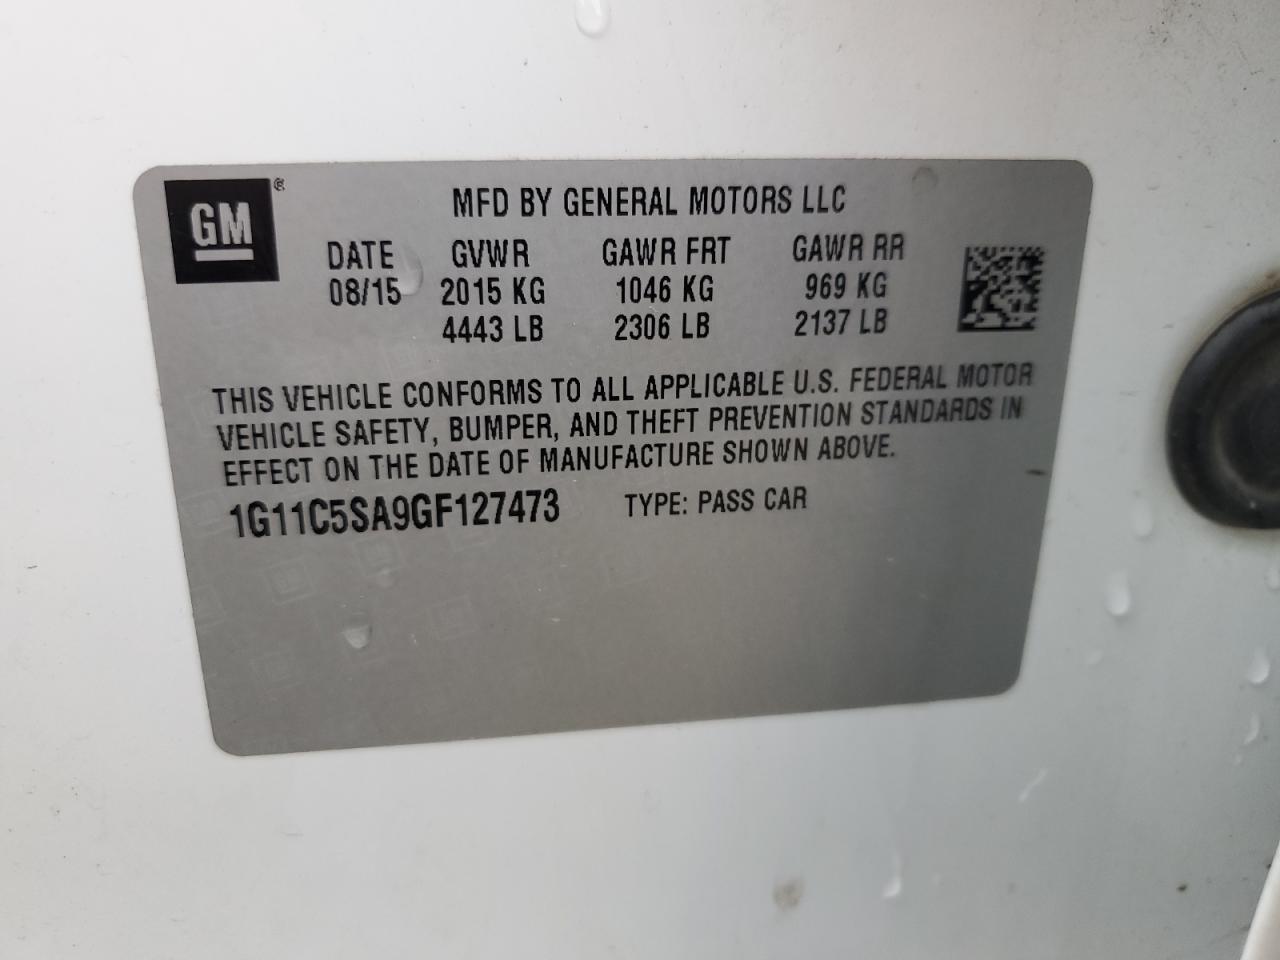 GM®
MFD BY GENERAL MOTORS LLC
DATE GVWR GAWR FRT GAWR RR
08/15 2015 KG 1046 KG 969 KG
4443 LB 2306 LB 2137 LB
THIS VEHICLE CONFORMS TO ALL APPLICABLE U.S. FEDERAL MOTOR
VEHICLE SAFETY, BUMPER, AND THEFT PREVENTION STANDARDS IN
EFFECT ON THE DATE OF MANUFACTURE SHOWN ABOVE.
1G11C5SA9GF127473 TYPE: PASS CAR